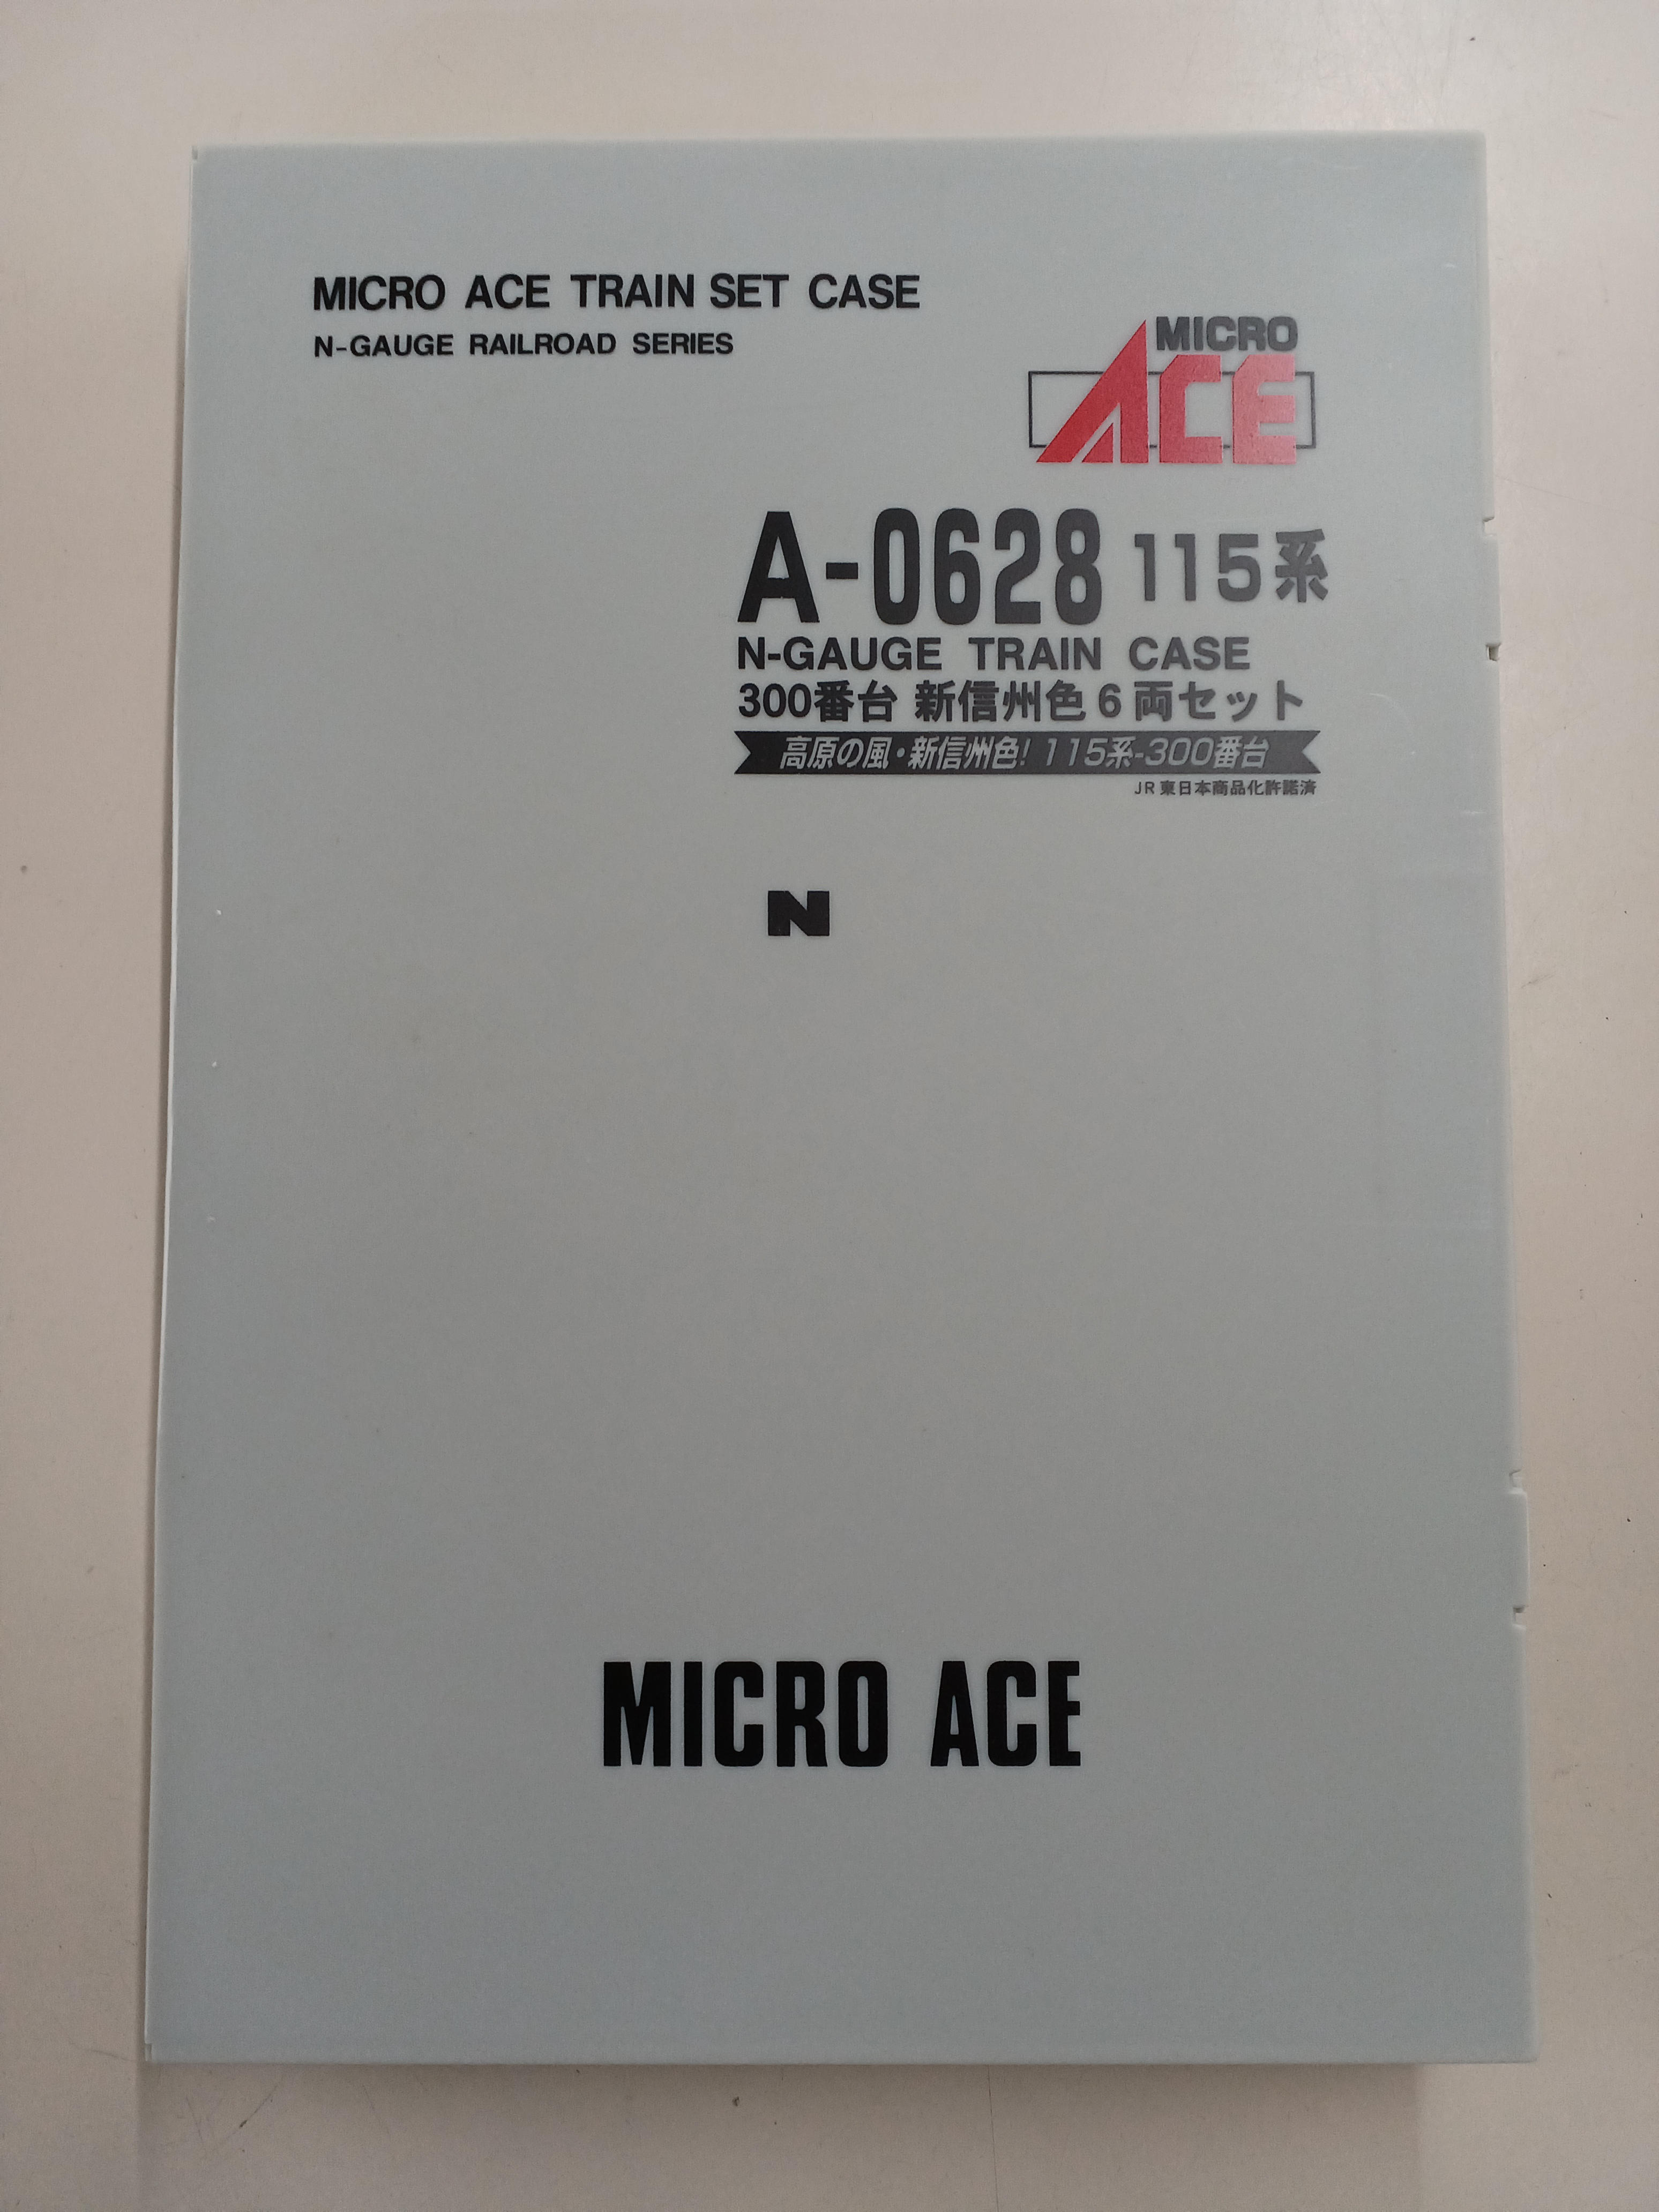 MICRO ACE TRAIN SET CASE
N-GAUGE RAILROAD SERIES
MICRO
ACE
A-0628 115系
N-GAUGE TRAIN CASE
300番台 新信州色6両セット
高原の風・新信州色! 115系-300番台
JR東日本商品化許諾済
N
MICRO ACE